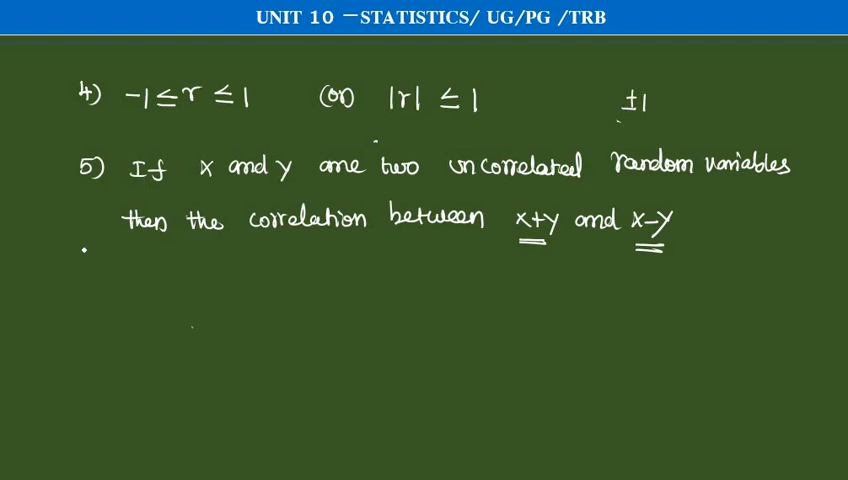 UNIT 10 -STATISTICS/ UG/PG /TRB
4) -1 ≤ r ≤ 1 (or) |r| ≤ 1 ±1
5) If X and Y are two uncorrelated random variables
then the correlation between X+Y and X-Y